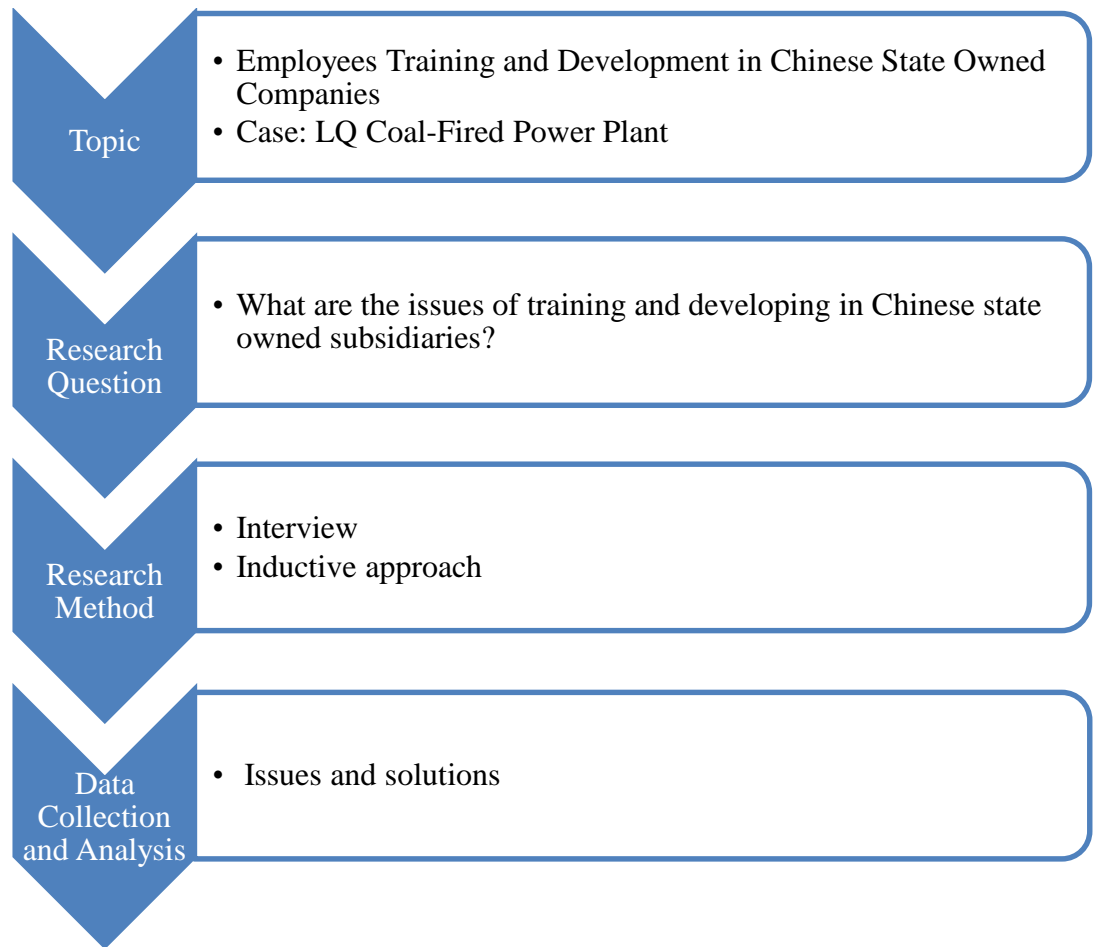 Topic
• Employees Training and Development in Chinese State Owned
Companies
• Case: LQ Coal-Fired Power Plant
Research
Question
• What are the issues of training and developing in Chinese state
owned subsidiaries?
Research
Method
• Interview
• Inductive approach
Data
Collection
and Analysis
• Issues and solutions